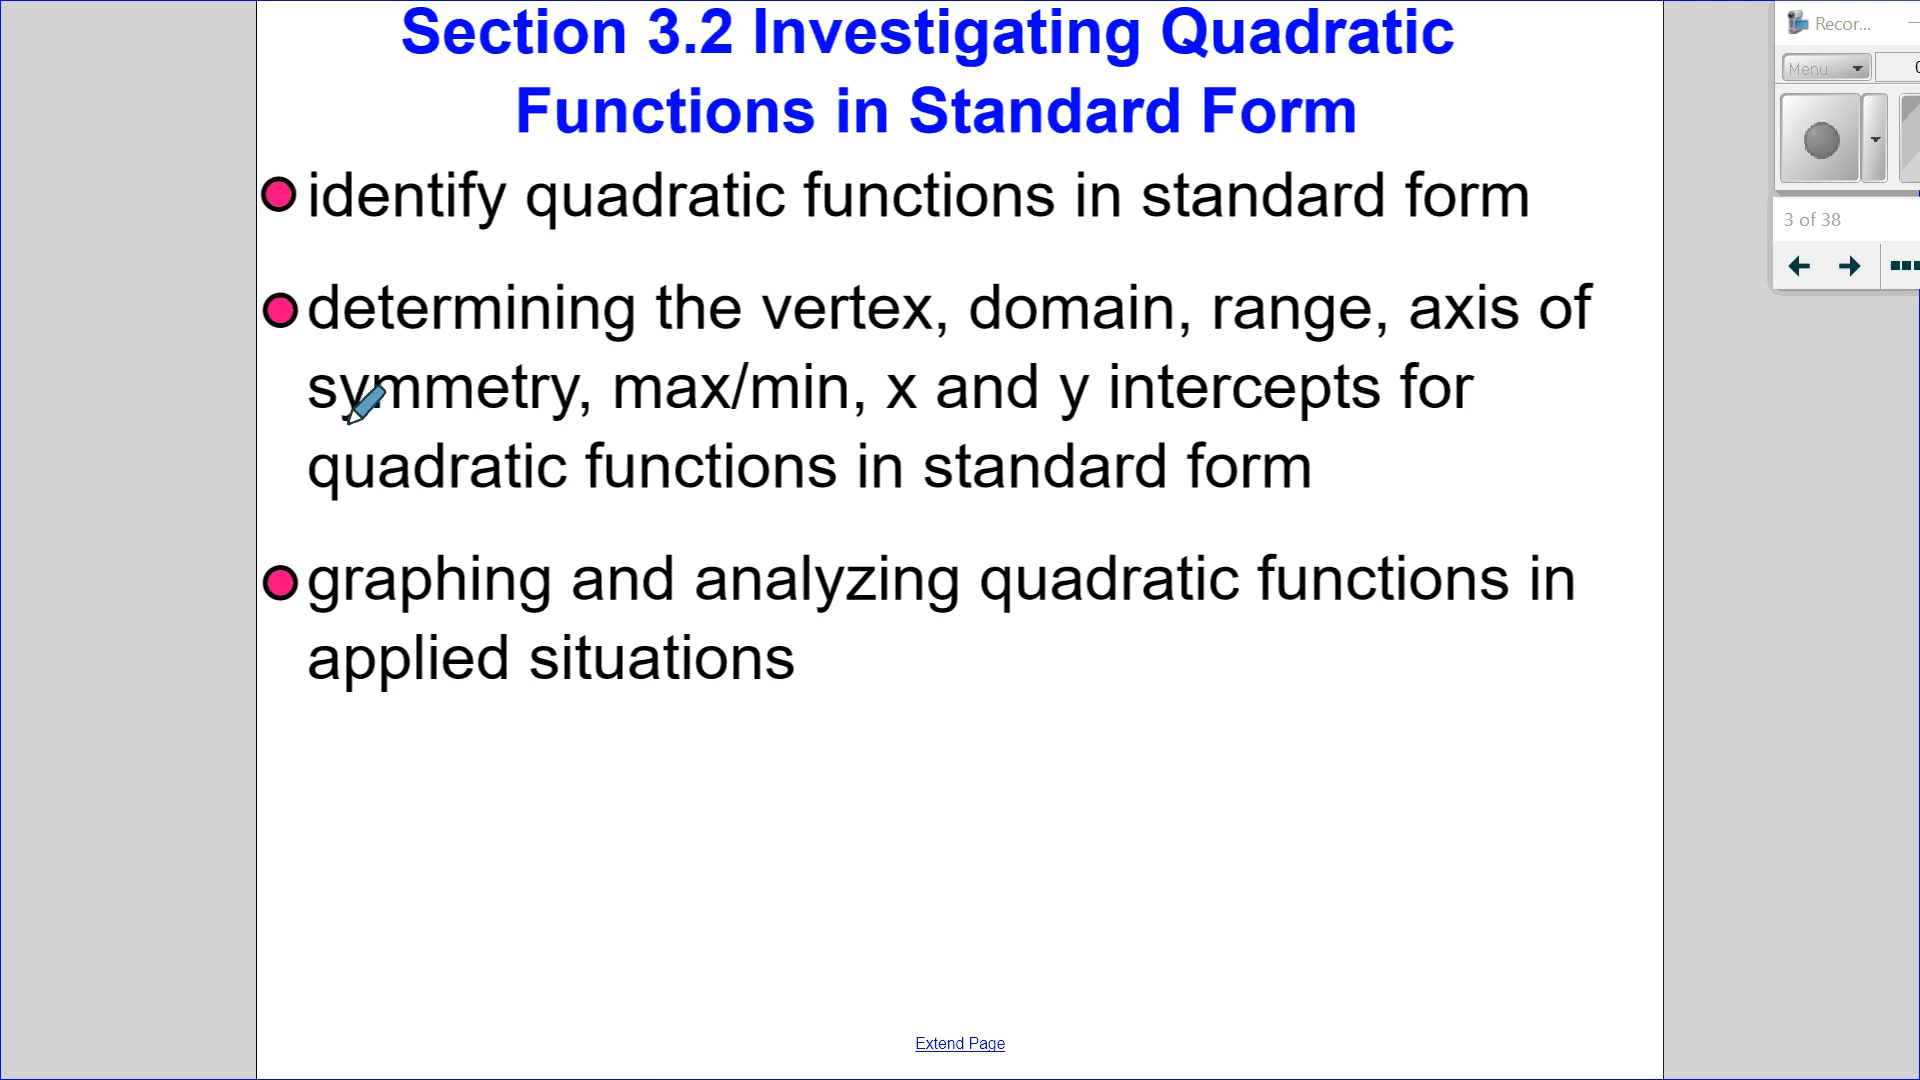 Section 3.2 Investigating Quadratic
Functions in Standard Form
identify quadratic functions in standard form
determining the vertex, domain, range, axis of
symmetry, max/min, x and y intercepts for
quadratic functions in standard form
graphing and analyzing quadratic functions in
applied situations
Extend Page
Recor...
Menu
3 of 38